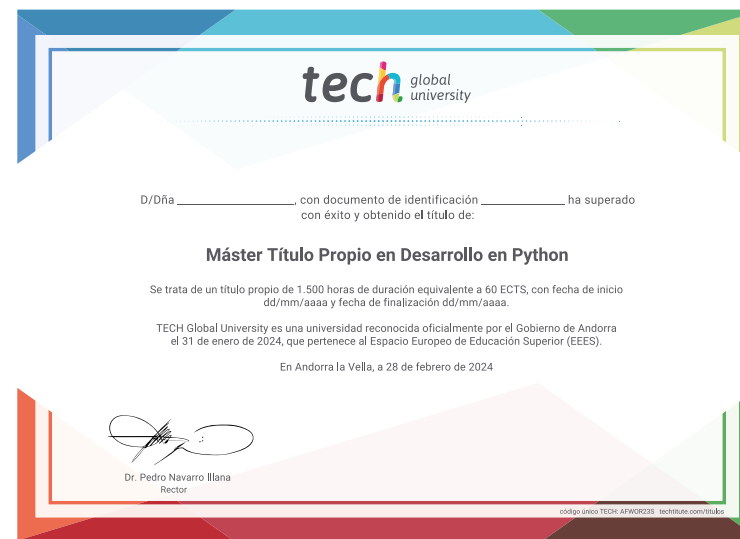 tech global
university
D/Dña ____________________, con documento de identificación ______________ ha superado
con éxito y obtenido el título de:
Máster Título Propio en Desarrollo en Python
Se trata de un título propio de 1.500 horas de duración equivalente a 60 ECTS, con fecha de inicio
dd/mm/aaaa y fecha de finalización dd/mm/aaaa.
TECH Global University es una universidad reconocida oficialmente por el Gobierno de Andorra
el 31 de enero de 2024, que pertenece al Espacio Europeo de Educación Superior (EEES).
En Andorra la Vella, a 28 de febrero de 2024
Dr. Pedro Navarro Illana
Rector
código único TECH: AFWOR23S techtitute.com/titulos